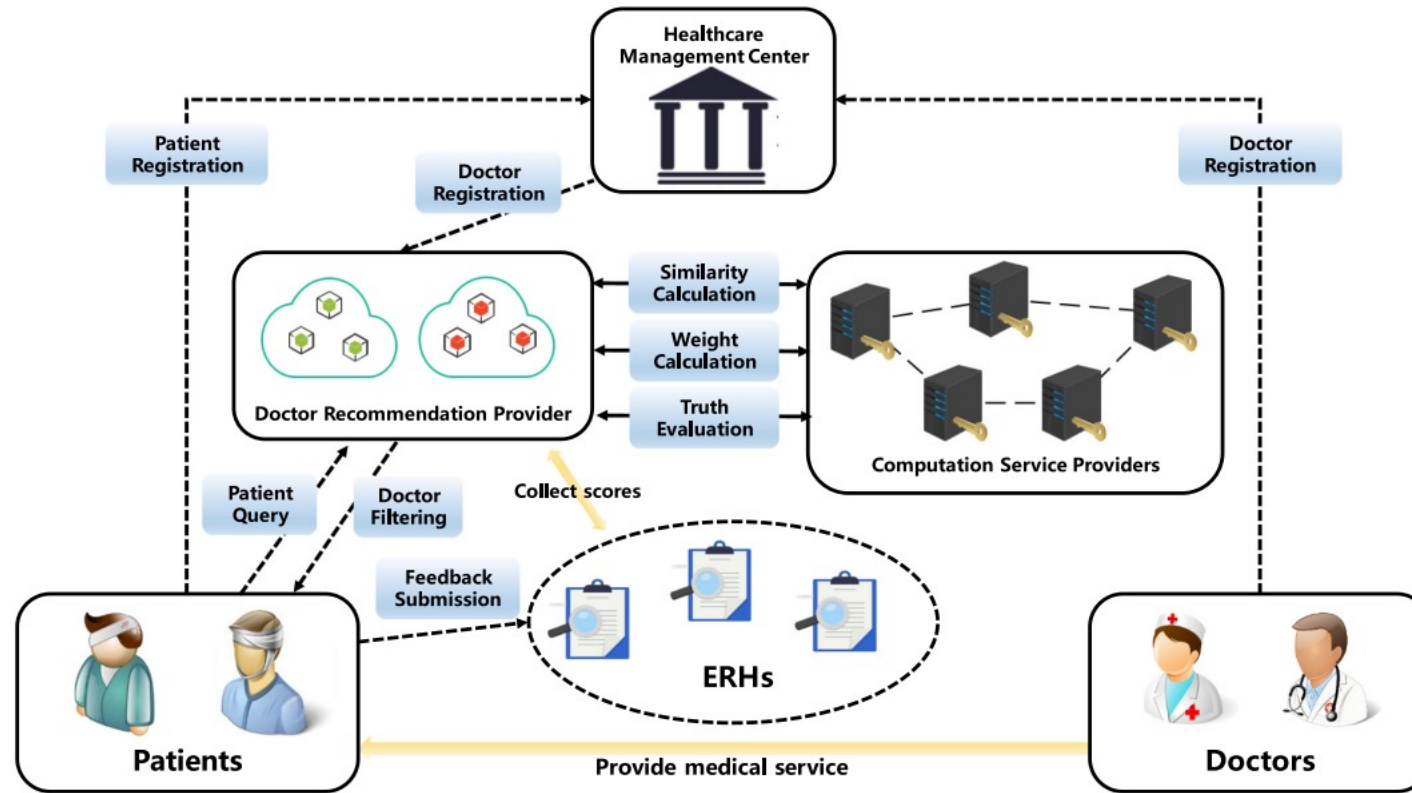 Healthcare
Management Center
Patient
Registration
Doctor
Registration
Doctor
Registration
Similarity
Calculation
Weight
Calculation
Truth
Evaluation
Doctor Recommendation Provider
Computation Service Providers
Patient
Query
Doctor
Filtering
Collect scores
Feedback
Submission
ERHs
Patients
Provide medical service
Doctors